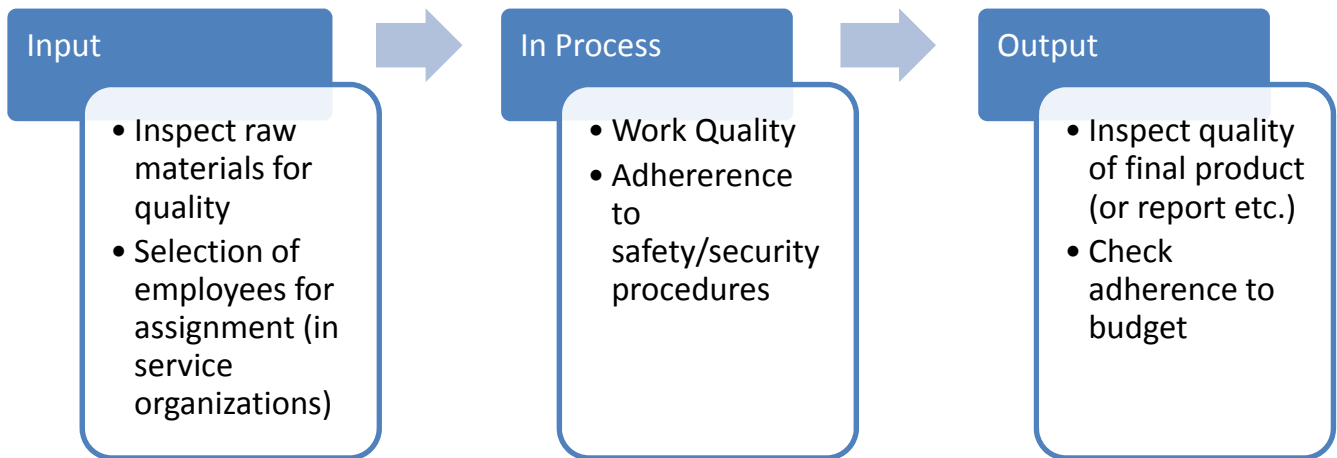 Input
• Inspect raw
materials for
quality
• Selection of
employees for
assignment (in
service
organizations)
In Process
• Work Quality
• Adhererence
to
safety/security
procedures
Output
• Inspect quality
of final product
(or report etc.)
• Check
adherence to
budget